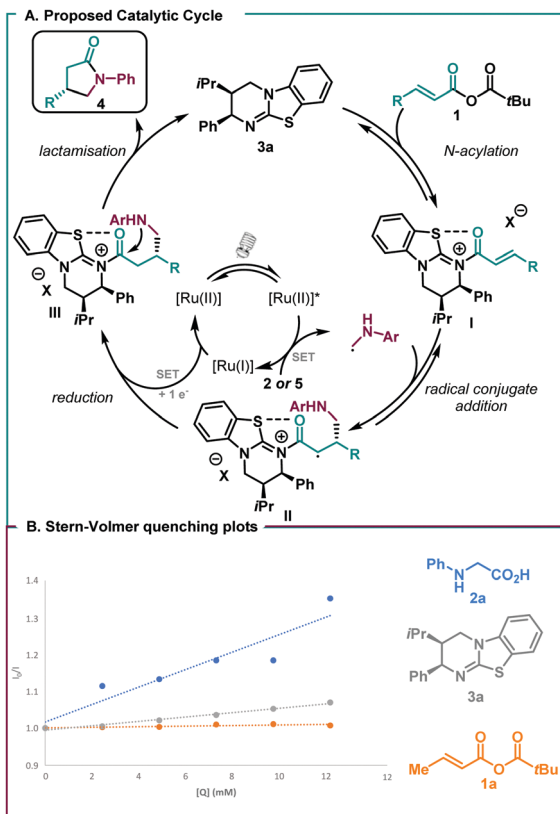 A. Proposed Catalytic Cycle
O
N–Ph
R
4
iPr
N
Ph
N
S
3a
O
O
R
O
tBu
1
lactamisation
N-acylation
ArHN
S
O
⊕
N
N
R
⊖
X
Ph
iPr
III
X⊖
S
O
⊕
N
N
R
Ph
iPr
I
[Ru(II)]
[Ru(II)]*
[Ru(I)]
SET
2 or 5
H
N
Ar
SET
+ 1 e-
reduction
radical conjugate
addition
ArHN
S
O
⊕
N
N
R
⊖
X
Ph
iPr
II
B. Stern-Volmer quenching plots
1.4
1.3
1.2
1.1
1.0
0.9
I0/I
0
2
4
6
8
10
12
[Q] (mM)
Ph
N
H
CO2H
2a
iPr
N
Ph
N
S
3a
O
O
Me
O
tBu
1a